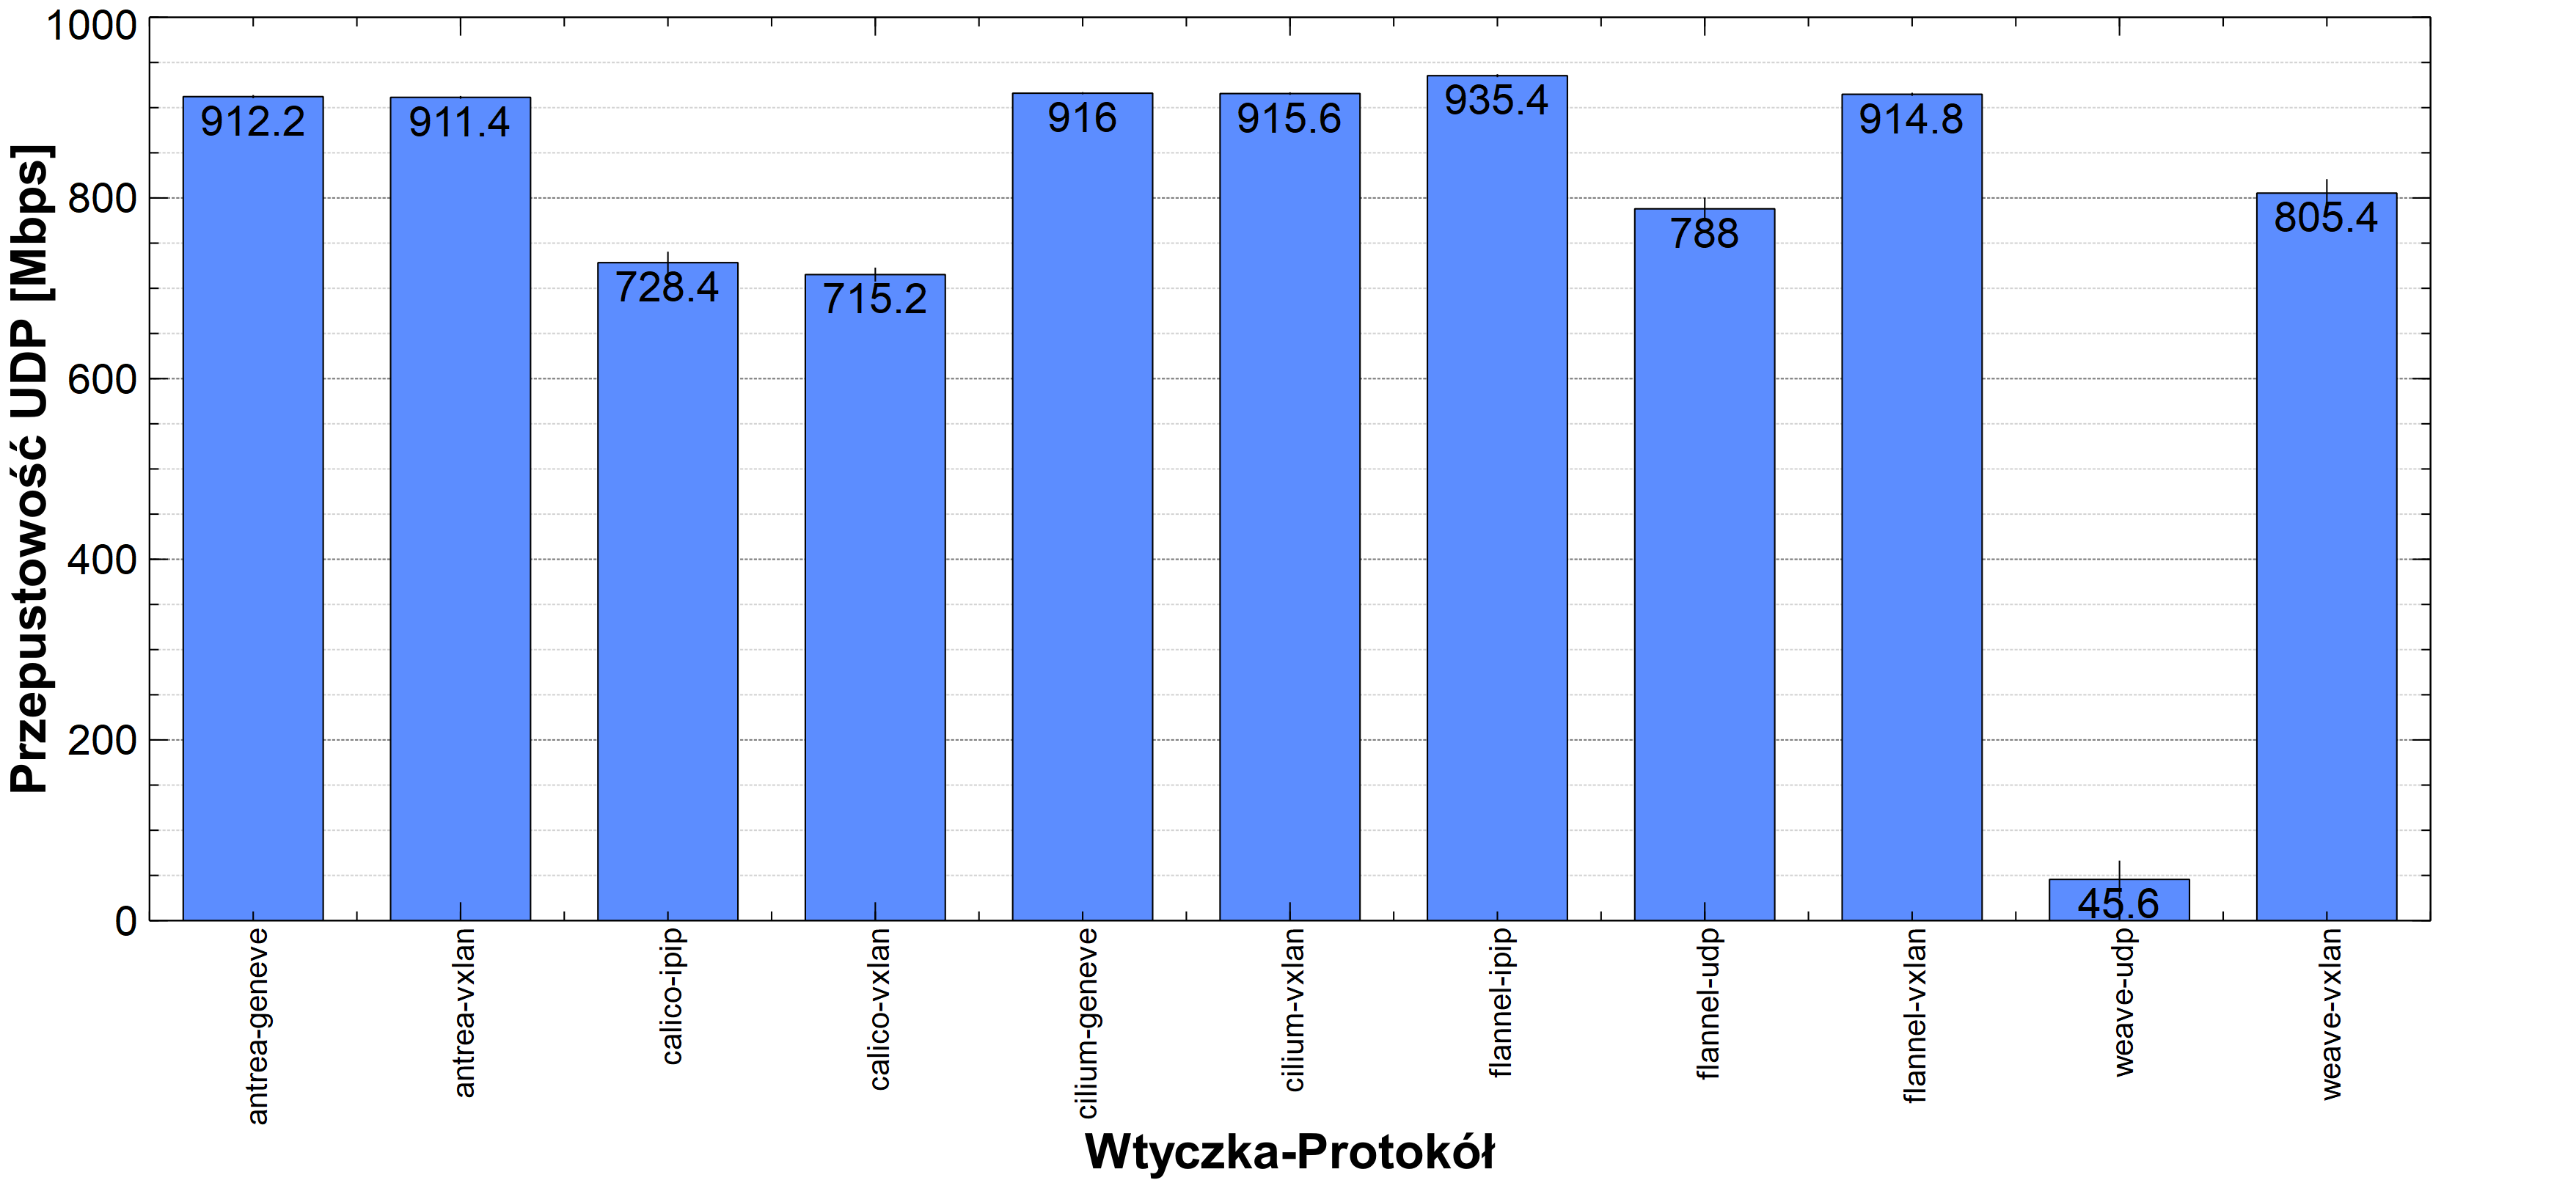 Przepustowość UDP [Mbps]
1000
800
600
400
200
0
912.2
911.4
728.4
715.2
916
915.6
935.4
788
914.8
45.6
805.4
antrea-geneve
antrea-vxlan
calico-ipip
calico-vxlan
cilium-geneve
cilium-vxlan
flannel-ipip
flannel-udp
flannel-vxlan
weave-udp
weave-vxlan
Wtyczka-Protokół